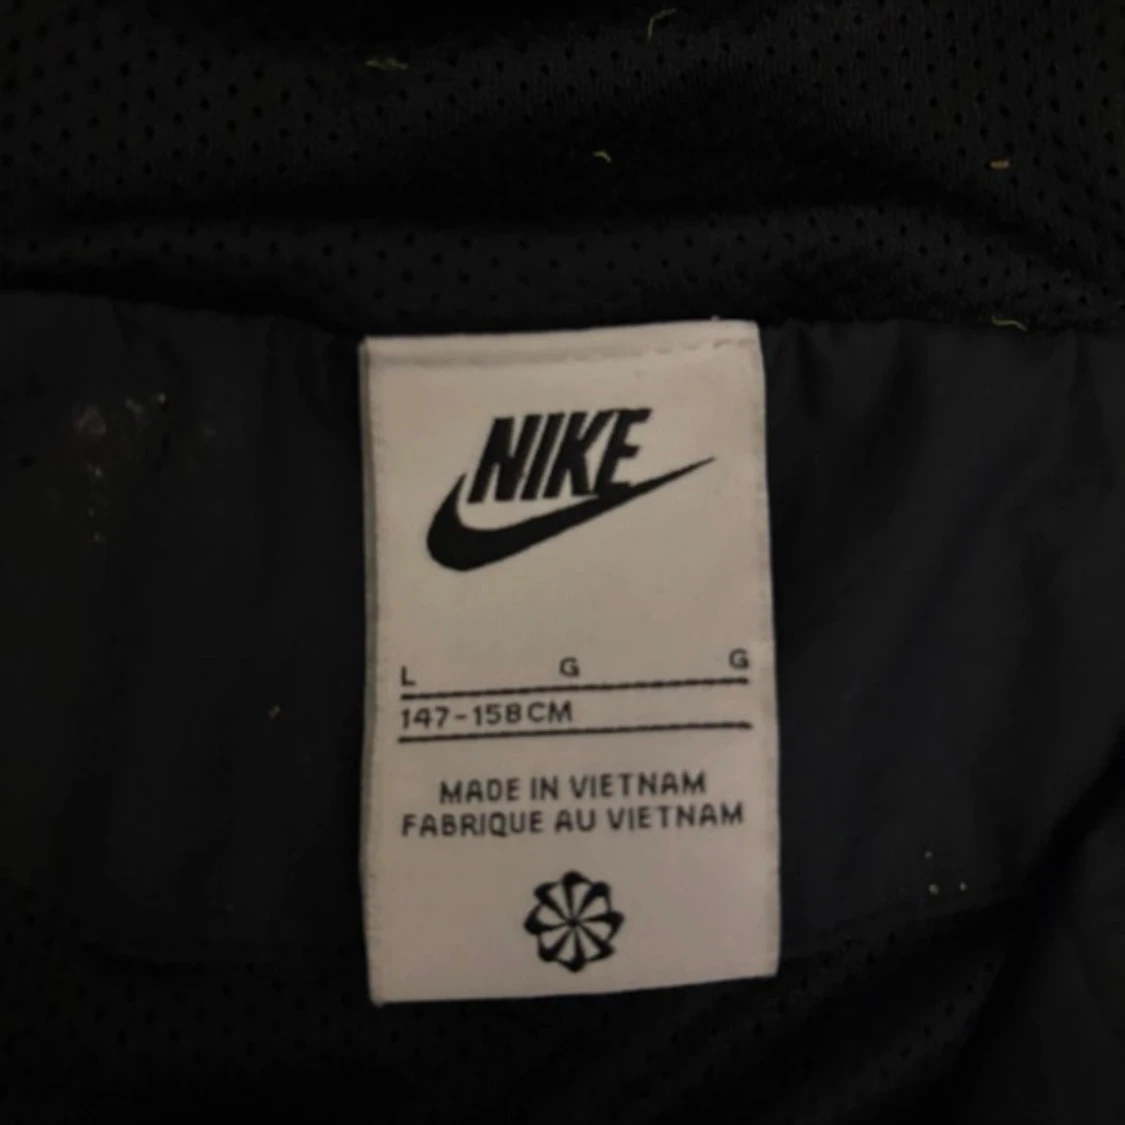 NIKE
L G G
147-158CM
MADE IN VIETNAM
FABRIQUE AU VIETNAM